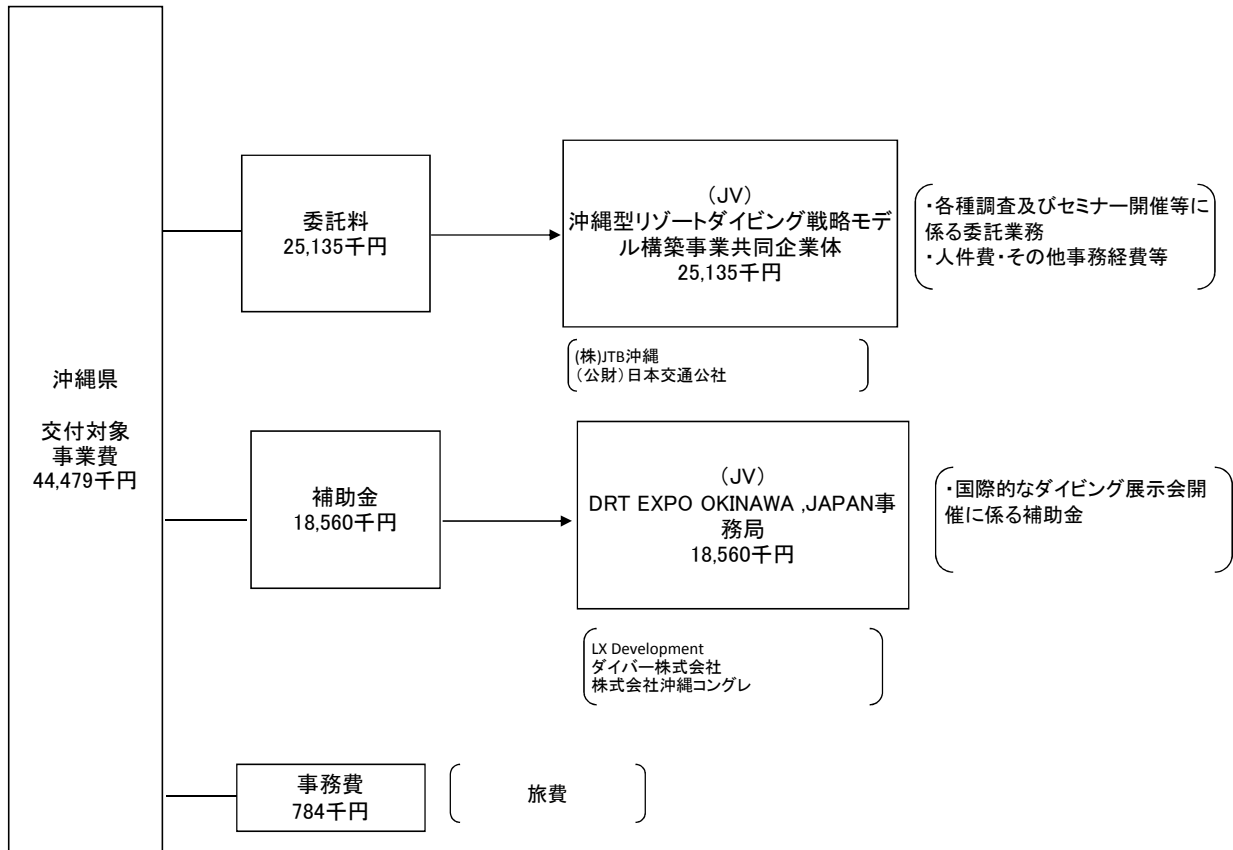 沖縄県
交付対象
事業費
44,479千円
委託料
25,135千円
（JV）
沖縄型リゾートダイビング戦略モ
デル構築事業共同企業体
25,135千円
・各種調査及びセミナー開催等に
係る委託業務
・人件費・その他事務経費等
(株)JTB沖縄
（公財）日本交通公社
補助金
18,560千円
（JV）
DRT EXPO OKINAWA ,JAPAN事
務局
18,560千円
・国際的なダイビング展示会開
催に係る補助金
LX Development
ダイバー株式会社
株式会社沖縄コングレ
事務費
784千円
旅費